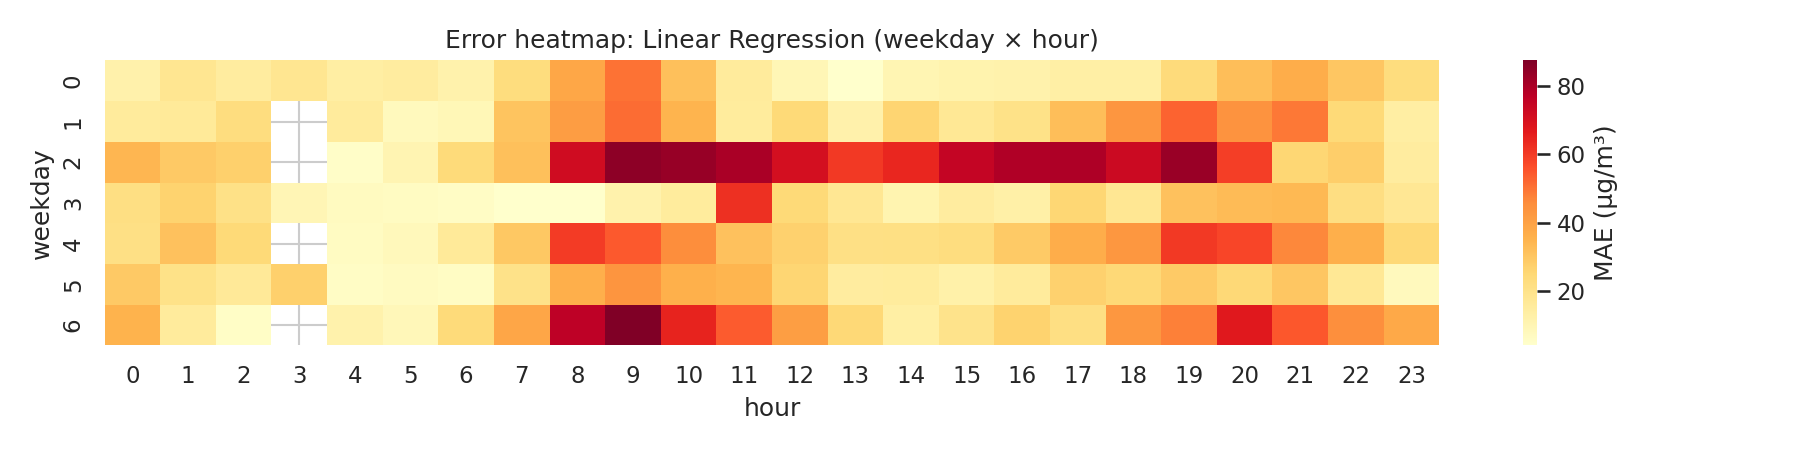 Error heatmap: Linear Regression (weekday × hour)
weekday
0
1
2
3
4
5
6
0 1 2 3 4 5 6 7 8 9 10 11 12 13 14 15 16 17 18 19 20 21 22 23
hour
80
60
40
20
MAE (µg/m³)